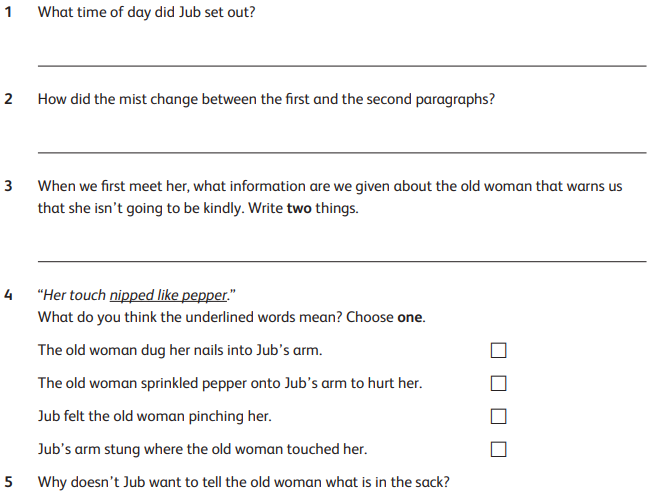 1 What time of day did Jub set out?
2 How did the mist change between the first and the second paragraphs?
3 When we first meet her, what information are we given about the old woman that warns us
that she isn’t going to be kindly. Write two things.
4 “Her touch nipped like pepper.”
What do you think the underlined words mean? Choose one.
The old woman dug her nails into Jub’s arm.
The old woman sprinkled pepper onto Jub’s arm to hurt her.
Jub felt the old woman pinching her.
Jub’s arm stung where the old woman touched her.
5 Why doesn’t Jub want to tell the old woman what is in the sack?